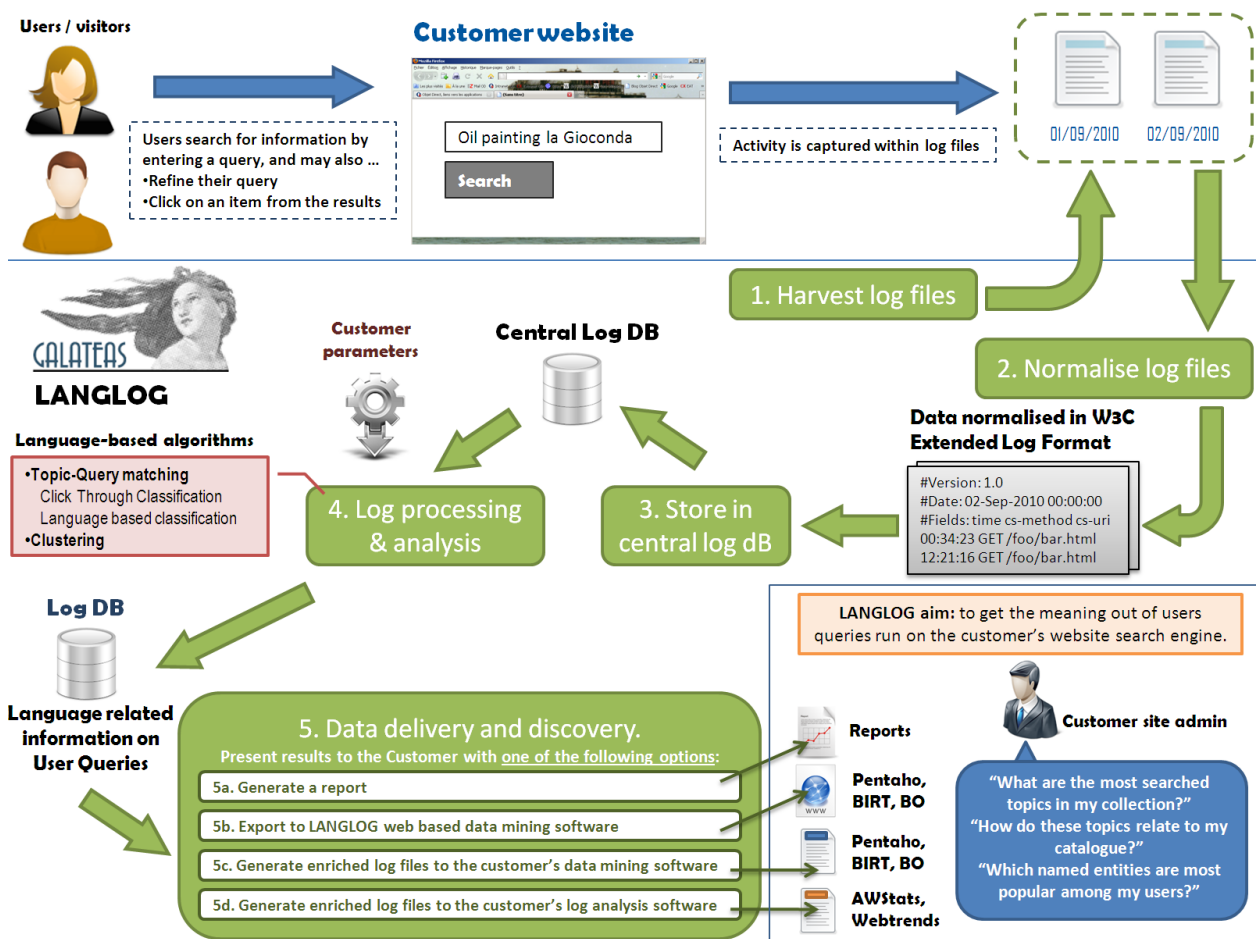 Users / visitors
Customer website
Users search for information by
entering a query, and may also ...
•Refine their query
•Click on an item from the results
Mozilla Firefox
Oil painting la Gioconda
Search
Activity is captured within log files
01/09/2010
02/09/2010
1. Harvest log files
2. Normalise log files
GALATEAS
LANGLOG
Customer
parameters
Central Log DB
Data normalised in W3C
Extended Log Format
#Version: 1.0
#Date: 02-Sep-2010 00:00:00
#Fields: time cs-method cs-uri
00:34:23 GET /foo/bar.html
12:21:16 GET /foo/bar.html
Language-based algorithms
•Topic-Query matching
Click Through Classification
Language based classification
•Clustering
4. Log processing
& analysis
3. Store in
central log dB
Log DB
Language related
information on
User Queries
5. Data delivery and discovery.
Present results to the Customer with one of the following options:
5a. Generate a report
5b. Export to LANGLOG web based data mining software
5c. Generate enriched log files to the customer's data mining software
5d. Generate enriched log files to the customer's log analysis software
LANGLOG aim: to get the meaning out of users
queries run on the customer's website search engine.
Customer site admin
Reports
WWW
Pentaho,
BIRT, BO
Pentaho,
BIRT, BO
AWStats,
Webtrends
“What are the most searched
topics in my collection?”
“How do these topics relate to my
catalogue?”
“Which named entities are most
popular among my users?”